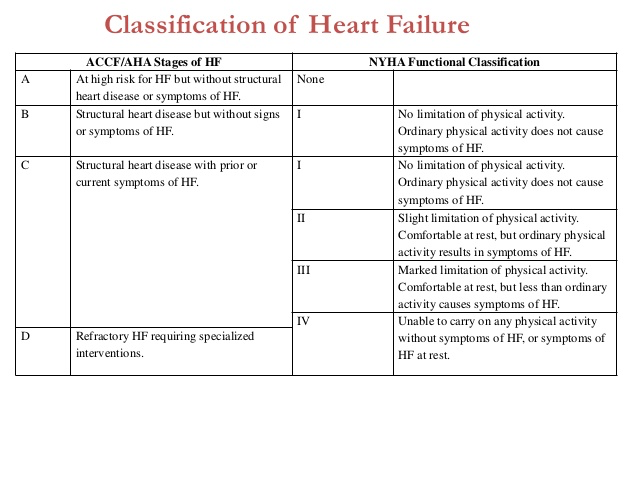 Classification of Heart Failure
ACCF/AHA Stages of HF
NYHA Functional Classification
A
At high risk for HF but without structural
heart disease or symptoms of HF.
None
B
Structural heart disease but without signs
or symptoms of HF.
I
No limitation of physical activity.
Ordinary physical activity does not cause
symptoms of HF.
C
Structural heart disease with prior or
current symptoms of HF.
I
No limitation of physical activity.
Ordinary physical activity does not cause
symptoms of HF.
II
Slight limitation of physical activity.
Comfortable at rest, but ordinary physical
activity results in symptoms of HF.
III
Marked limitation of physical activity.
Comfortable at rest, but less than ordinary
activity causes symptoms of HF.
IV
Unable to carry on any physical activity
without symptoms of HF, or symptoms of
HF at rest.
D
Refractory HF requiring specialized
interventions.